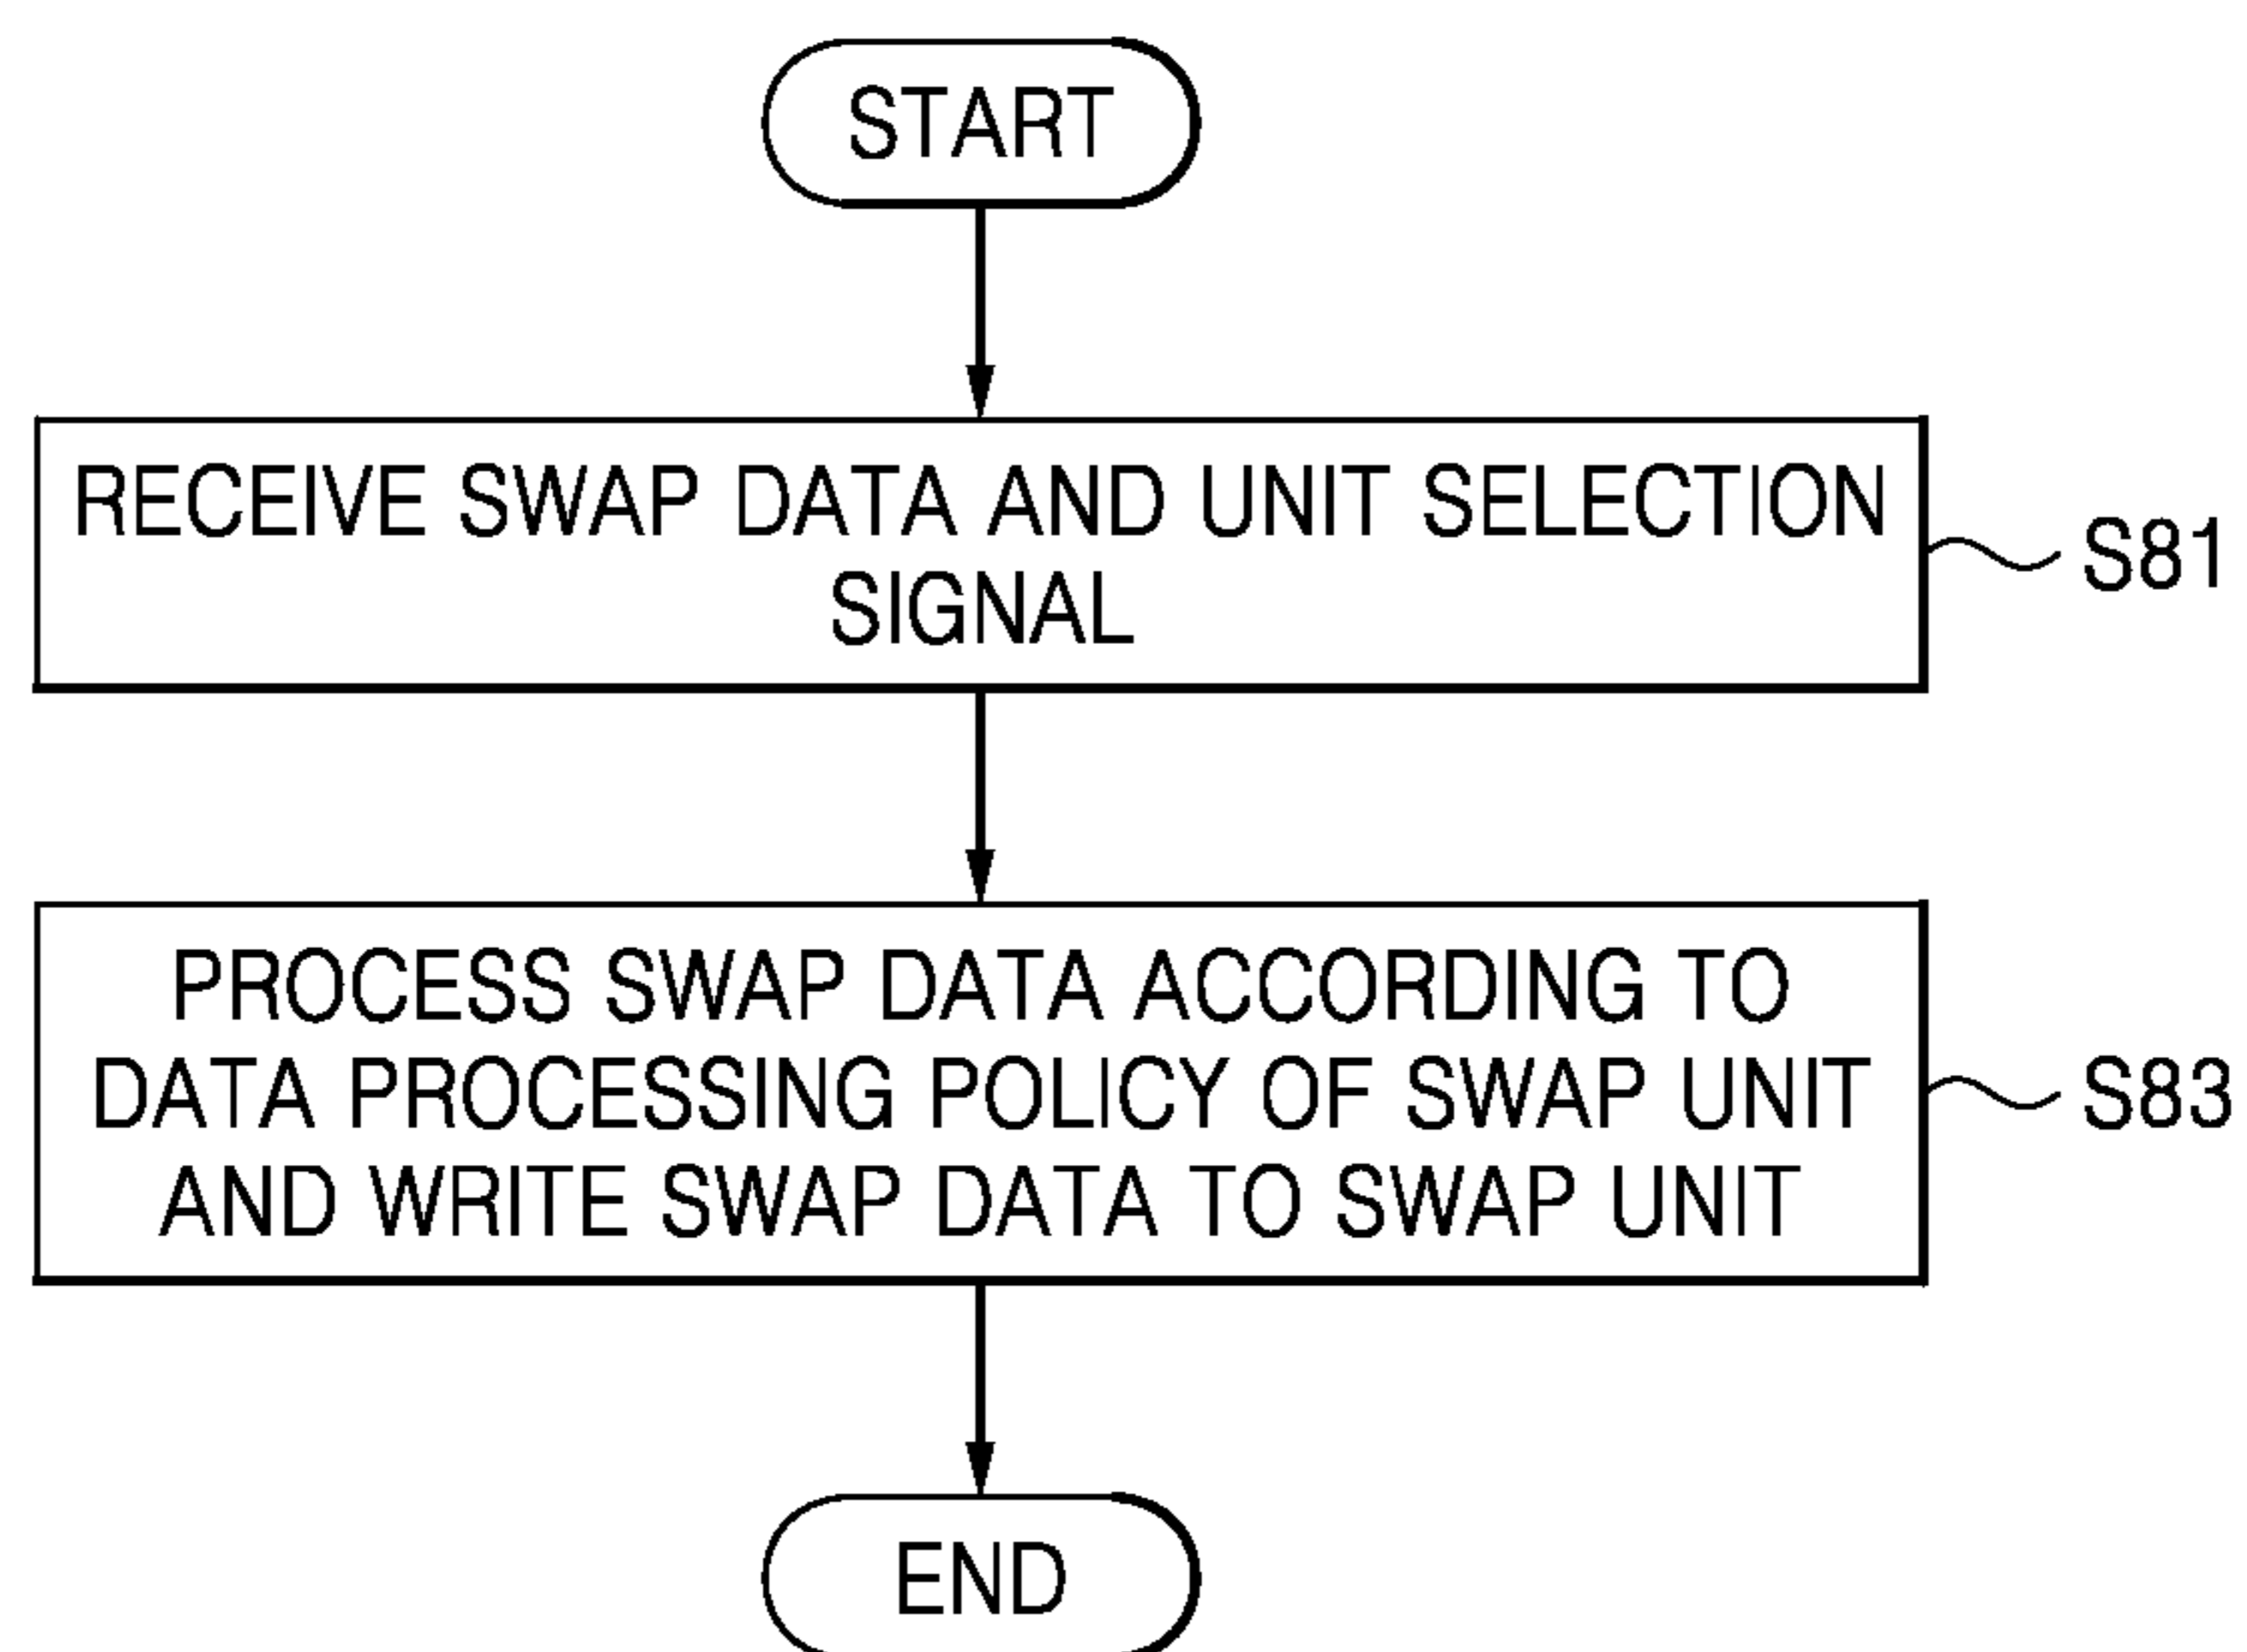 START
RECEIVE SWAP DATA AND UNIT SELECTION
SIGNAL
S81
PROCESS SWAP DATA ACCORDING TO
DATA PROCESSING POLICY OF SWAP UNIT
AND WRITE SWAP DATA TO SWAP UNIT
S83
END